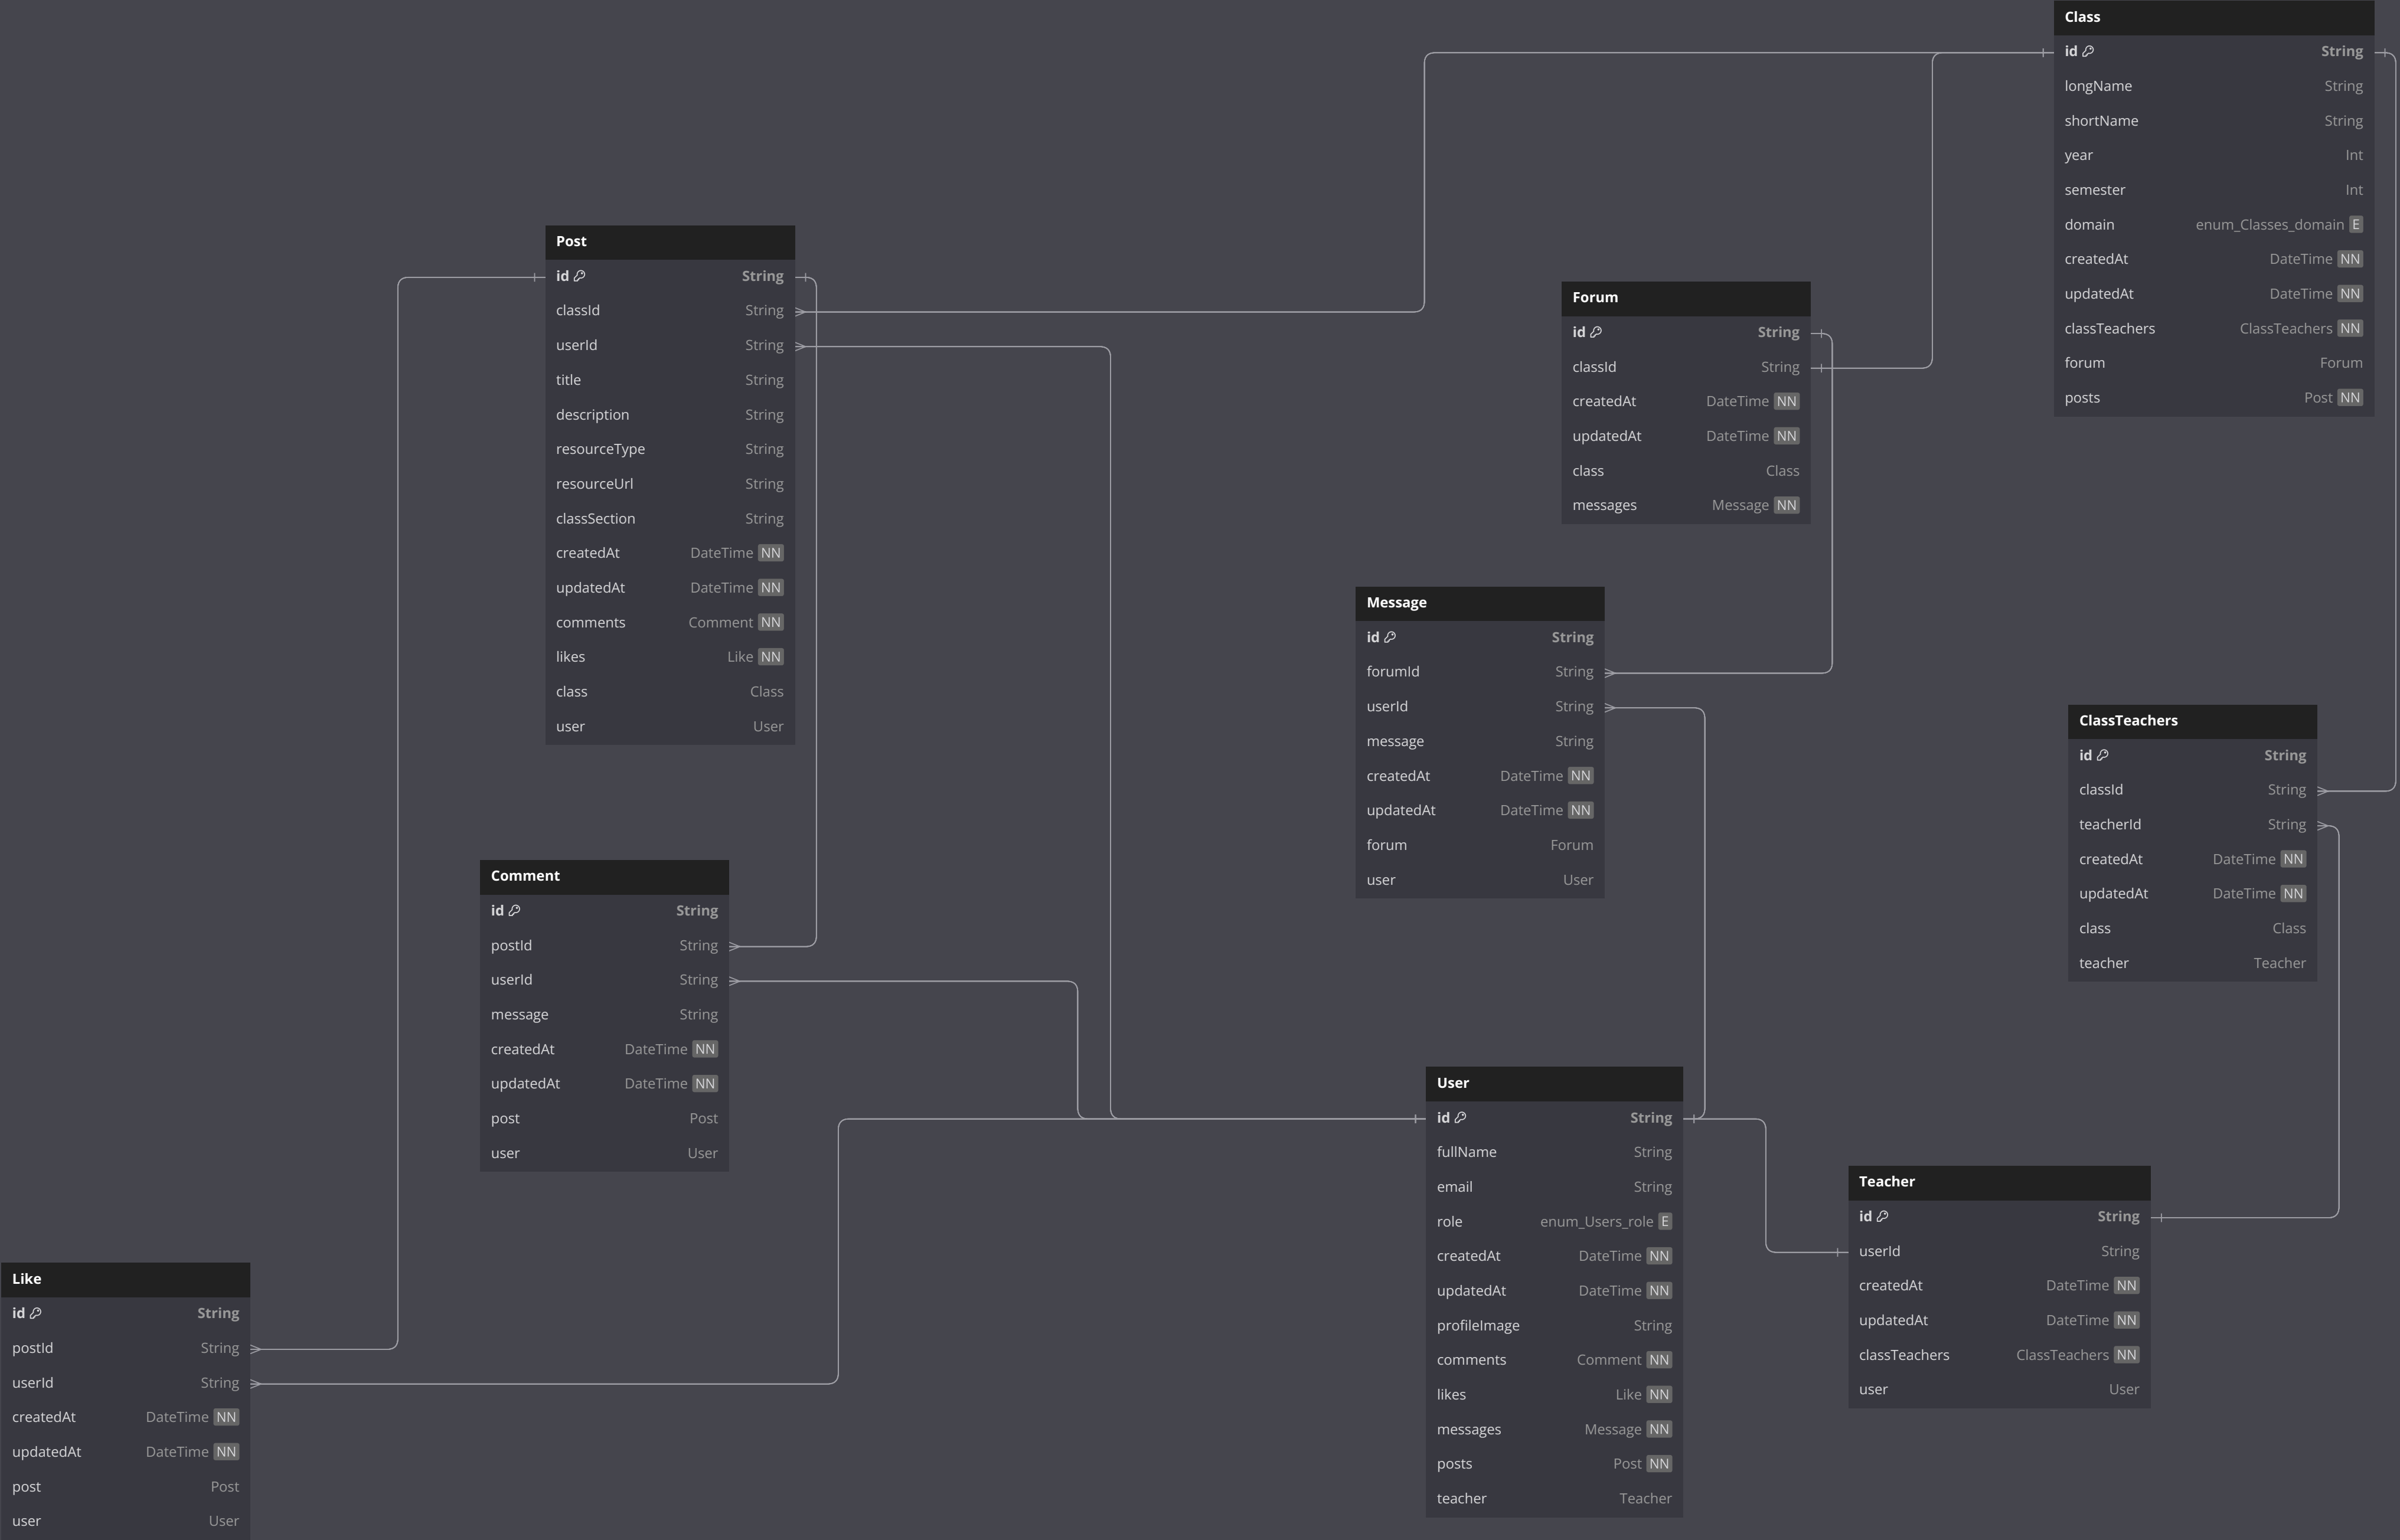 Class
id String
longName String
shortName String
year Int
semester Int
domain enum_Classes_domain E
createdAt DateTime NN
updatedAt DateTime NN
classTeachers ClassTeachers NN
forum Forum
posts Post NN
Post
id String
classId String
userId String
title String
description String
resourceType String
resourceUrl String
classSection String
createdAt DateTime NN
updatedAt DateTime NN
comments Comment NN
likes Like NN
class Class
user User
Forum
id String
classId String
createdAt DateTime NN
updatedAt DateTime NN
class Class
messages Message NN
Message
id String
forumId String
userId String
message String
createdAt DateTime NN
updatedAt DateTime NN
forum Forum
user User
ClassTeachers
id String
classId String
teacherId String
createdAt DateTime NN
updatedAt DateTime NN
class Class
teacher Teacher
Comment
id String
postId String
userId String
message String
createdAt DateTime NN
updatedAt DateTime NN
post Post
user User
User
id String
fullName String
email String
role enum_Users_role E
createdAt DateTime NN
updatedAt DateTime NN
profileImage String
comments Comment NN
likes Like NN
messages Message NN
posts Post NN
teacher Teacher
Teacher
id String
userId String
createdAt DateTime NN
updatedAt DateTime NN
classTeachers ClassTeachers NN
user User
Like
id String
postId String
userId String
createdAt DateTime NN
updatedAt DateTime NN
post Post
user User